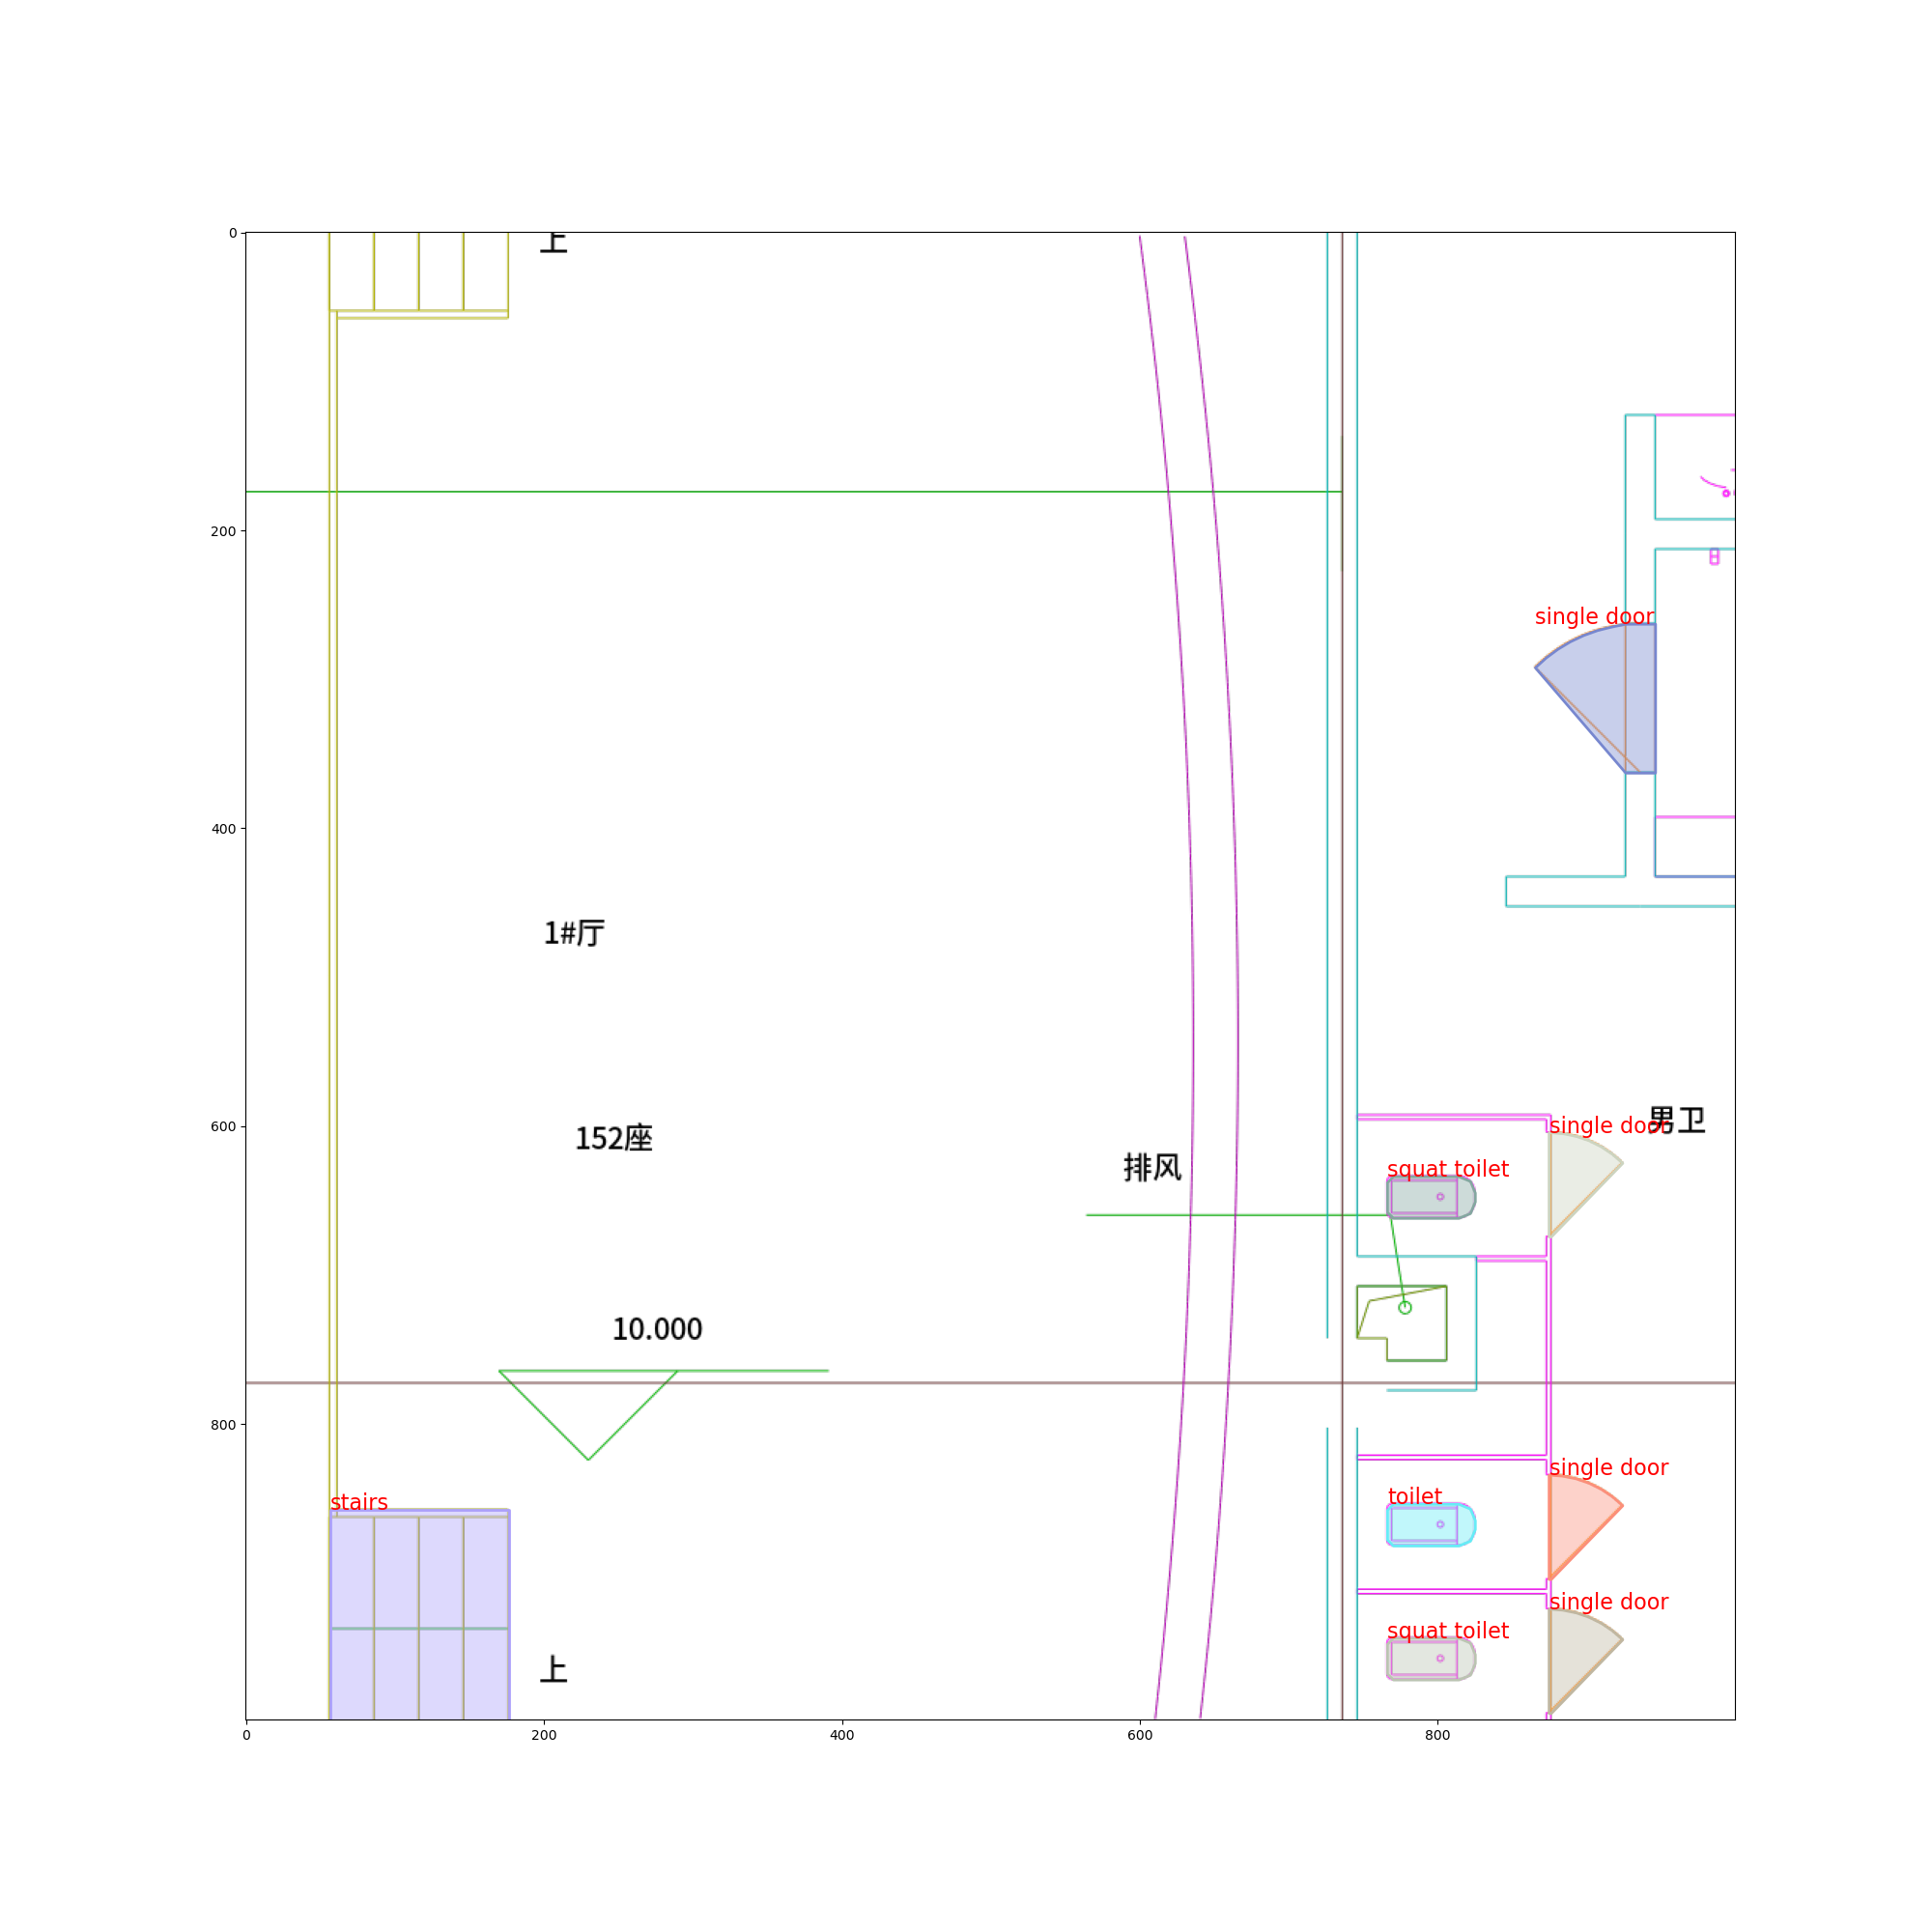 上
0
200
single door
400
1#厅
600
single door
男卫
152座
排风
squat toilet
10.000
800
single door
toilet
stairs
single door
squat toilet
上
0
200
400
600
800